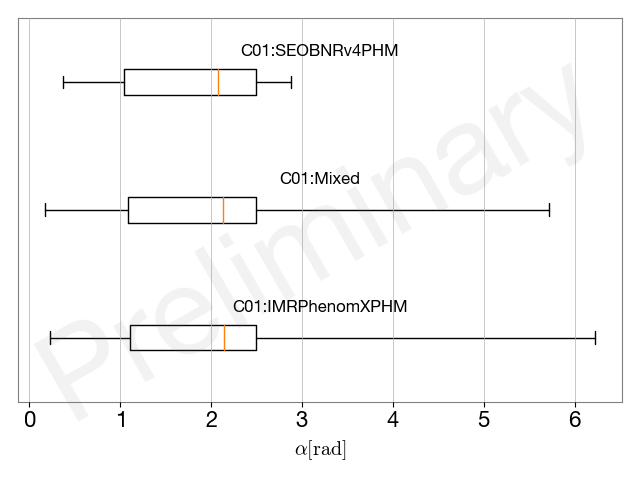 C01:SEOBNRv4PHM
C01:Mixed
C01:IMRPhenomXPHM
Preliminary
0 1 2 3 4 5 6
α[rad]